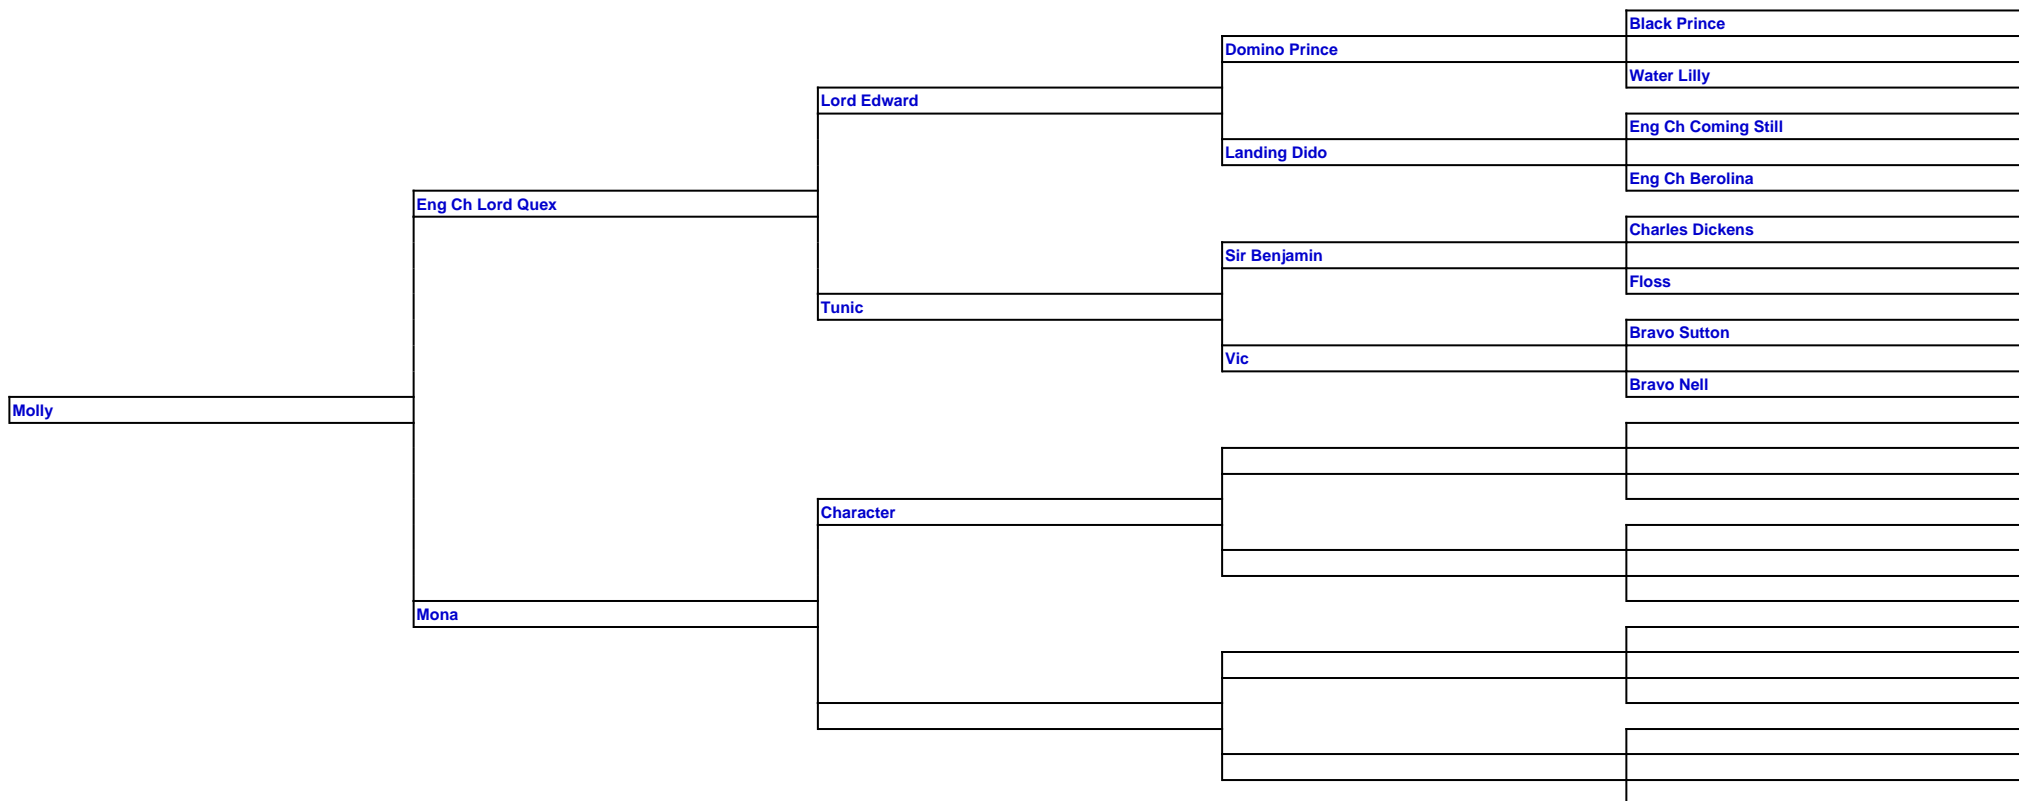 Black Prince
Domino Prince
Water Lilly
Lord Edward
Eng Ch Coming Still
Landing Dido
Eng Ch Berolina
Eng Ch Lord Quex
Charles Dickens
Sir Benjamin
Floss
Tunic
Bravo Sutton
Vic
Bravo Nell
Molly
Character
Mona